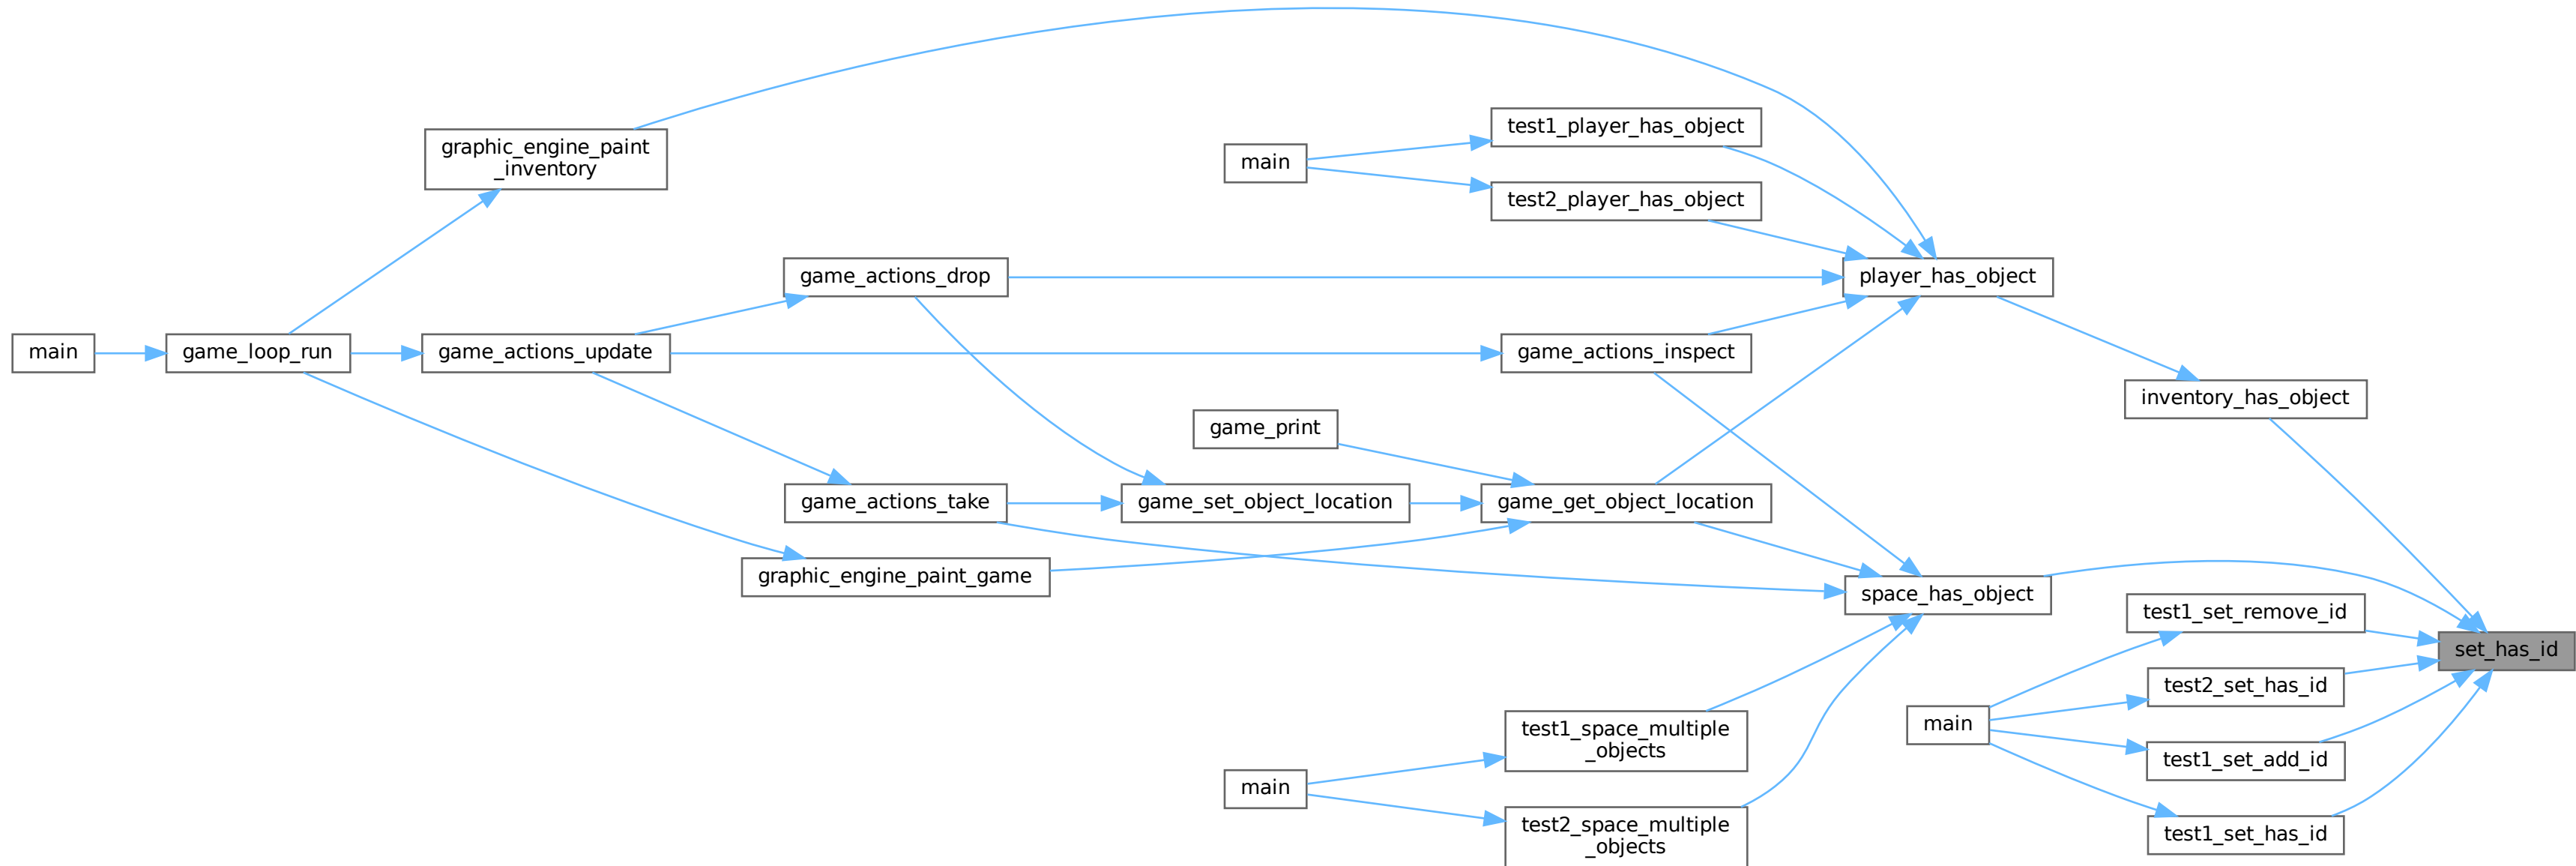 graphic_engine_paint
_inventory
test1_player_has_object
main
test2_player_has_object
game_actions_drop
player_has_object
main
game_loop_run
game_actions_update
game_actions_inspect
inventory_has_object
game_print
game_actions_take
game_set_object_location
game_get_object_location
graphic_engine_paint_game
space_has_object
test1_set_remove_id
set_has_id
test2_set_has_id
main
test1_space_multiple
_objects
test1_set_add_id
main
test2_space_multiple
_objects
test1_set_has_id